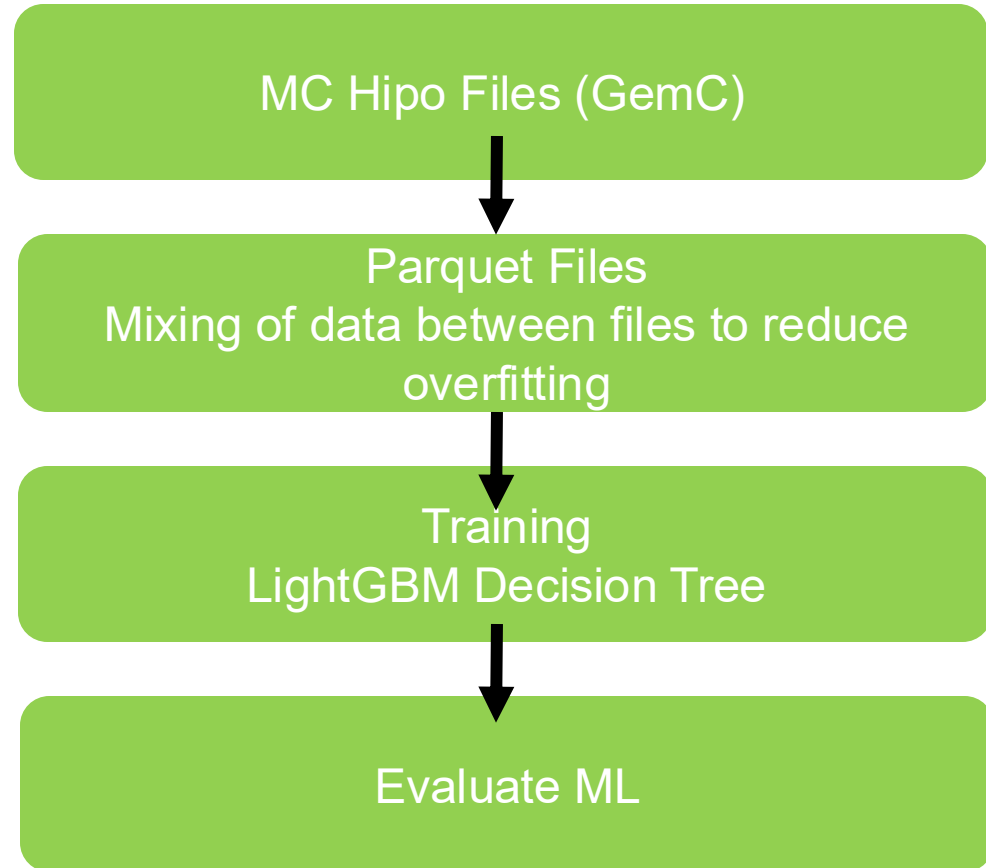 MC Hipo Files (GemC)
Parquet Files
Mixing of data between files to reduce
overfitting
Training
LightGBM Decision Tree
Evaluate ML